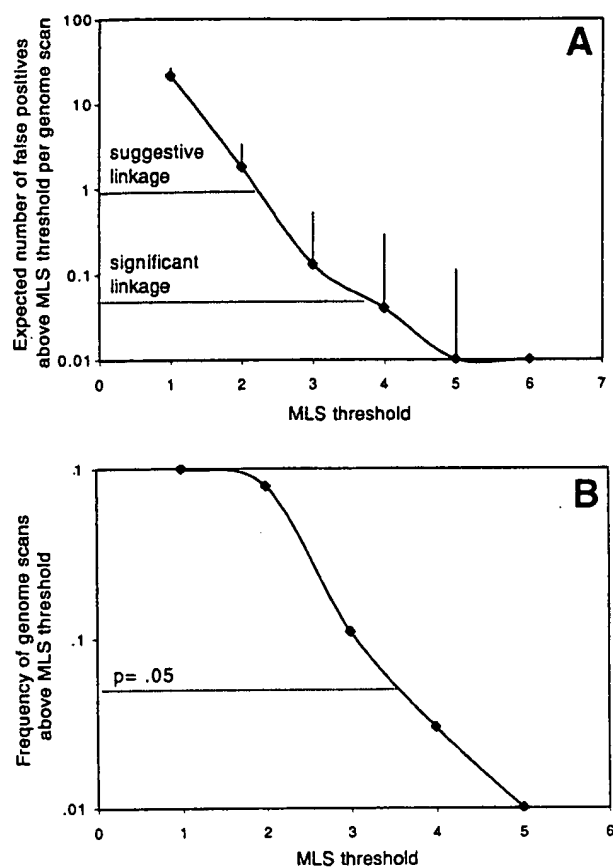 A
Expected number of false positives
above MLS threshold per genome scan
100
10
1
0.1
0.01
suggestive
linkage
significant
linkage
0 1 2 3 4 5 6 7
MLS threshold
B
Frequency of genome scans
above MLS threshold
.1
.1
.01
p= .05
0 1 2 3 4 5 6
MLS threshold